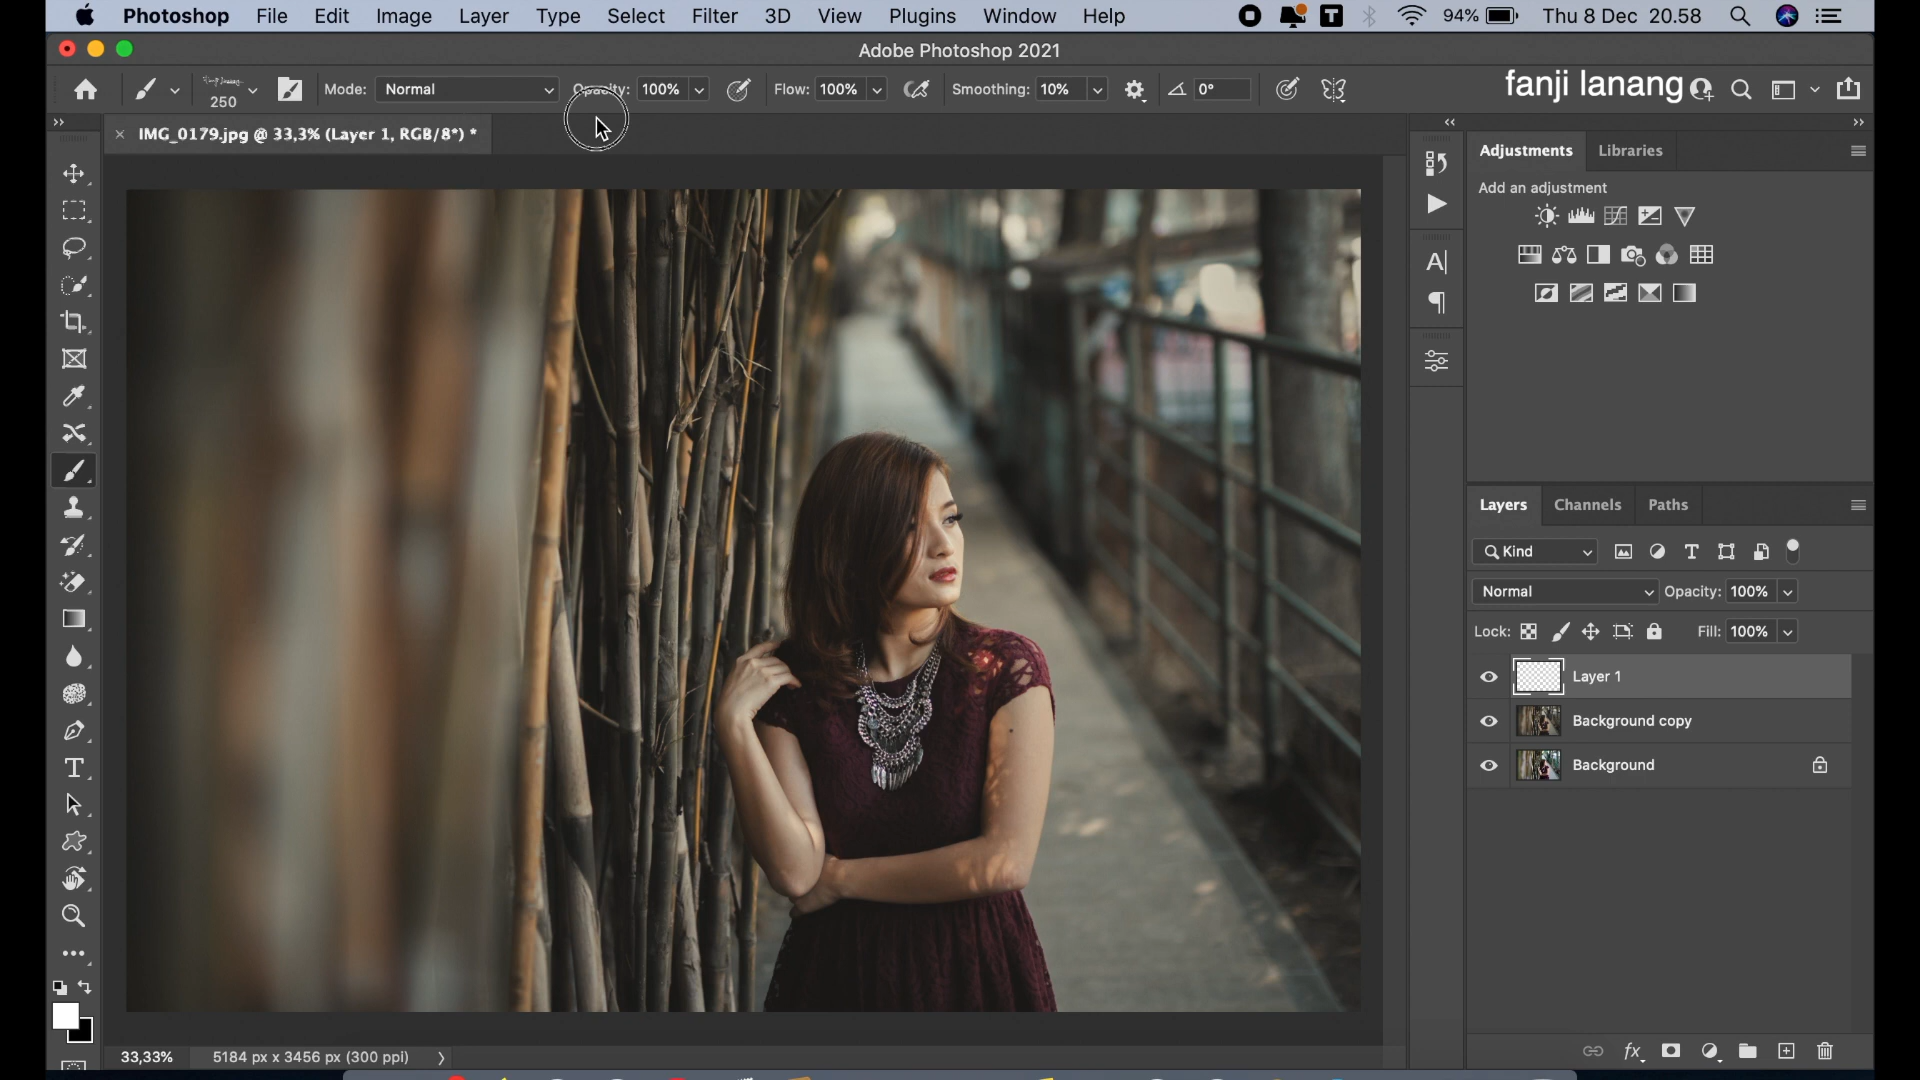 Photoshop File Edit Image Layer Type Select Filter 3D View Plugins Window Help 94% Thu 8 Dec 20.58
Adobe Photoshop 2021
250 Mode: Normal Opacity: 100% Flow: 100% Smoothing: 10% 0° fanji lanang
IMG_0179.jpg @ 33,3% (Layer 1, RGB/8*) *
Adjustments Libraries
Add an adjustment
Layers Channels Paths
Kind
Normal Opacity: 100%
Lock: Fill: 100%
Layer 1
Background copy
Background
33,33% 5184 px x 3456 px (300 ppi)